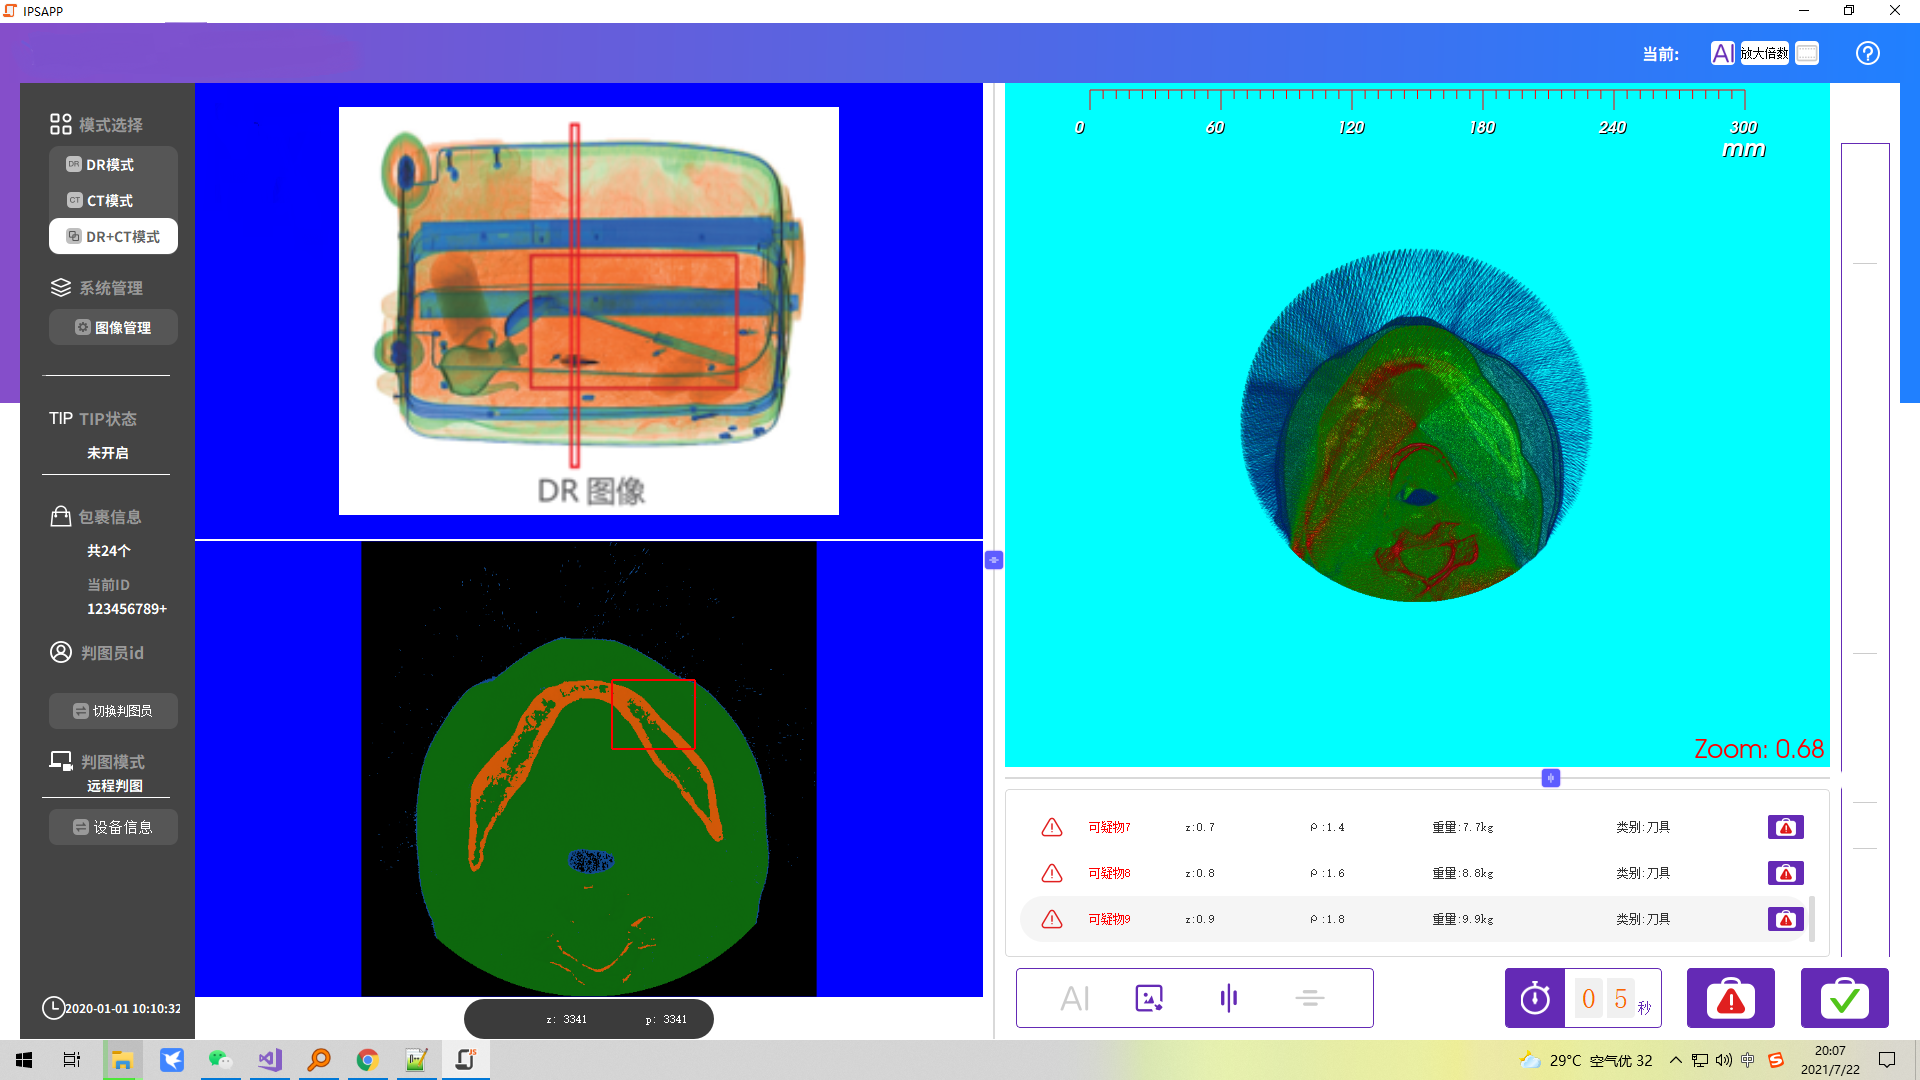 IPSAPP
当前:
AI
放大倍数
模式选择
DR DR模式
CT CT模式
DR+CT模式
系统管理
图像管理
TIP TIP状态
未开启
包裹信息
共24个
当前ID
123456789+
判图员id
切换判图员
判图模式
远程判图
设备信息
2020-01-01 10:10:32
DR 图像
z: 3341
p: 3341
0 60 120 180 240 300
mm
Zoom: 0.68
可疑物7 z:0.7 ρ:1.4 重量:7.7kg 类别:刀具
可疑物8 z:0.8 ρ:1.6 重量:8.8kg 类别:刀具
可疑物9 z:0.9 ρ:1.8 重量:9.9kg 类别:刀具
AI
0 5 秒
29°C 空气优 32
中
20:07
2021/7/22